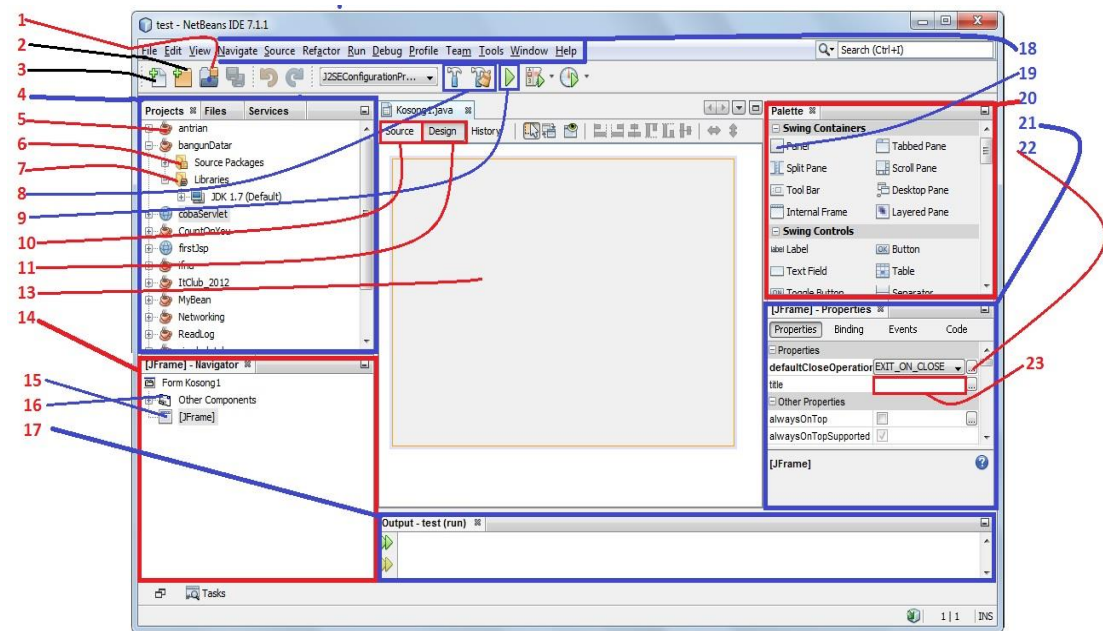 test - NetBeans IDE 7.1.1
File Edit View Navigate Source Refactor Run Debug Profile Team Tools Window Help
Search (Ctrl+I)
J2SEConfigurationPr...
1
2
3
4
5
6
7
8
9
10
11
13
14
15
16
17
Projects Files Services
antrian
bangunDatar
Source Packages
Libraries
JDK 1.7 (Default)
cobaServlet
CountOnYou
firstJsp
ItClub_2012
MyBean
Networking
ReadLog
[JFrame] - Navigator
Form Kosong1
Other Components
[JFrame]
Kosong1.java
Source Design History
Output - test (run)
Palette
Swing Containers
Panel Tabbed Pane
Split Pane Scroll Pane
Tool Bar Desktop Pane
Internal Frame Layered Pane
Swing Controls
label Label OK Button
Text Field Table
ON Toggle Button Separator
[JFrame] - Properties
Properties Binding Events Code
Properties
defaultCloseOperation EXIT_ON_CLOSE ...
title ...
Other Properties
alwaysOnTop ...
alwaysOnTopSupported
[JFrame]
18
19
20
21
22
23
Tasks
1 | 1 INS